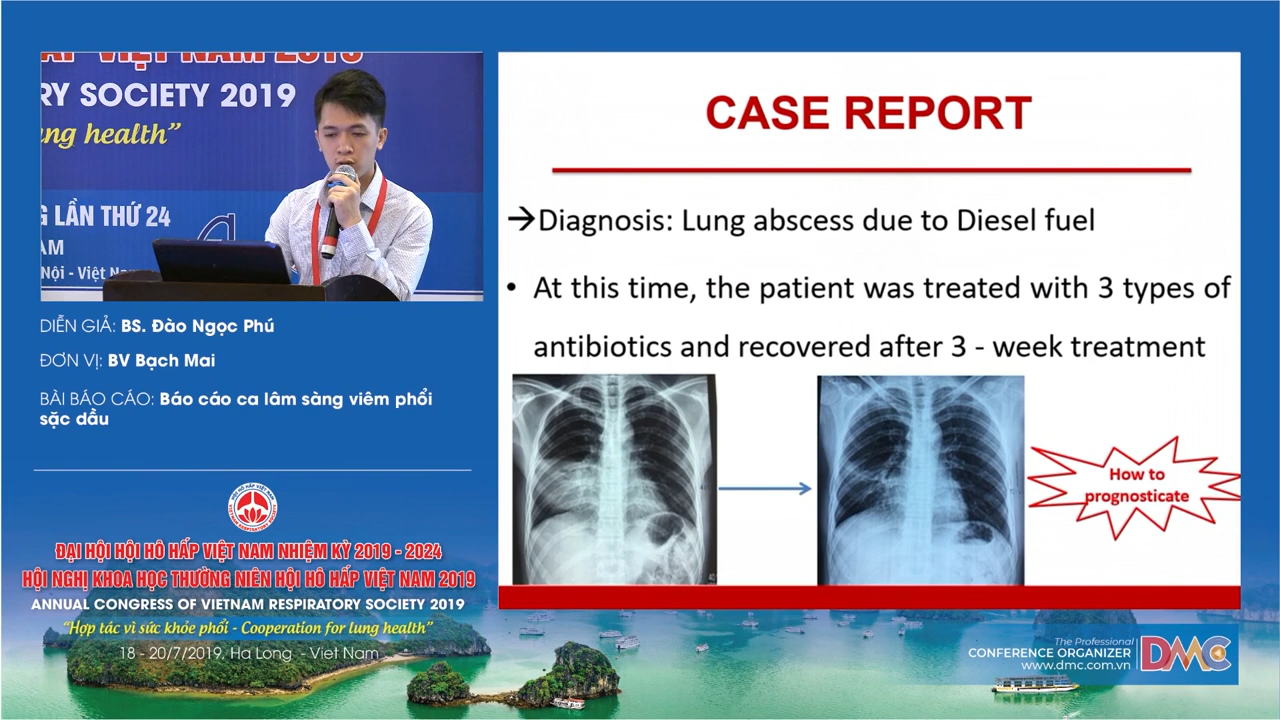 RY SOCIETY 2019
ng health”
G LẦN THỨ 24
AM
Nội - Việt
DIỄN GIẢ: BS. Đào Ngọc Phú
ĐƠN VỊ: BV Bạch Mai
BÀI BÁO CÁO: Báo cáo ca lâm sàng viêm phổi
sặc dầu
ĐẠI HỘI HỘI HÔ HẤP VIỆT NAM NHIỆM KỲ 2019 - 2024
HỘI NGHỊ KHOA HỌC THƯỜNG NIÊN HỘI HÔ HẤP VIỆT NAM 2019
ANNUAL CONGRESS OF VIETNAM RESPIRATORY SOCIETY 2019
“Hợp tác vì sức khỏe phổi - Cooperation for lung health”
18 - 20/7/2019, Ha Long - Viet Nam
CASE REPORT
→Diagnosis: Lung abscess due to Diesel fuel
• At this time, the patient was treated with 3 types of
antibiotics and recovered after 3 - week treatment
How to
prognosticate
The Professional
CONFERENCE ORGANIZER
www.dmc.com.vn
DMC